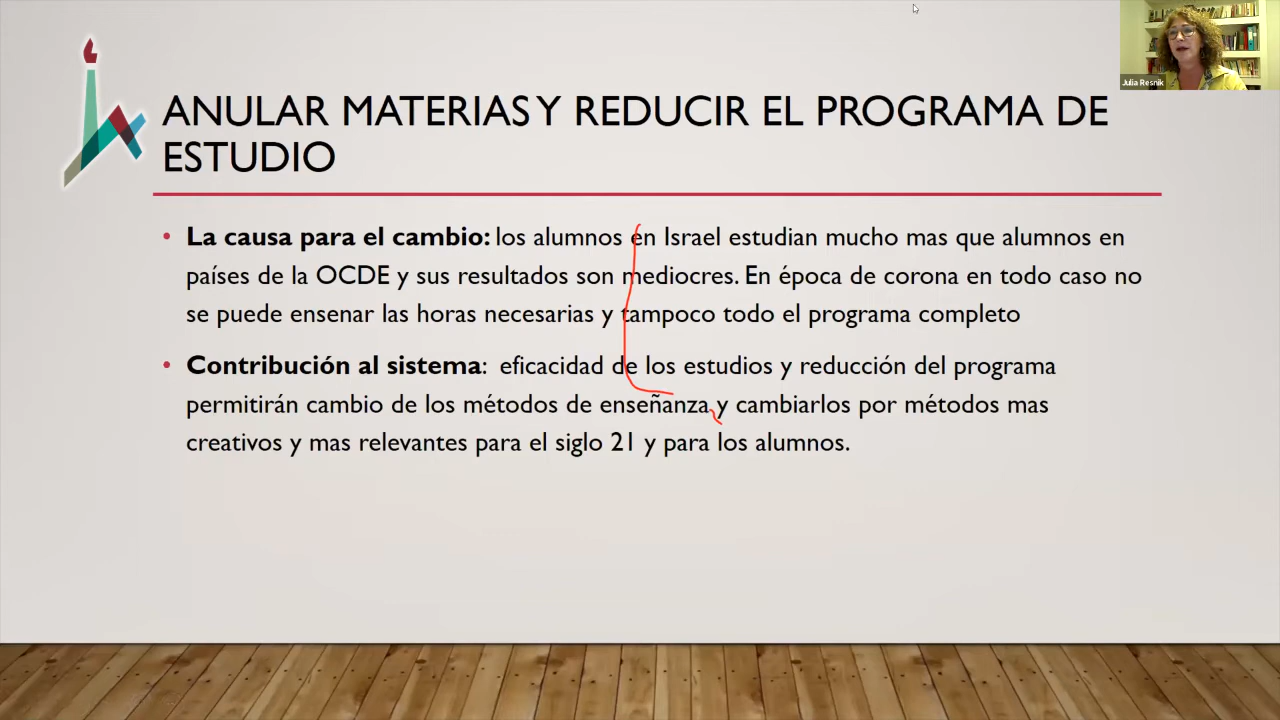 Julia Resnik
ANULAR MATERIAS Y REDUCIR EL PROGRAMA DE
ESTUDIO
• La causa para el cambio: los alumnos en Israel estudian mucho mas que alumnos en
países de la OCDE y sus resultados son mediocres. En época de corona en todo caso no
se puede ensenar las horas necesarias y tampoco todo el programa completo
• Contribución al sistema: eficacidad de los estudios y reducción del programa
permitirán cambio de los métodos de enseñanza y cambiarlos por métodos mas
creativos y mas relevantes para el siglo 21 y para los alumnos.